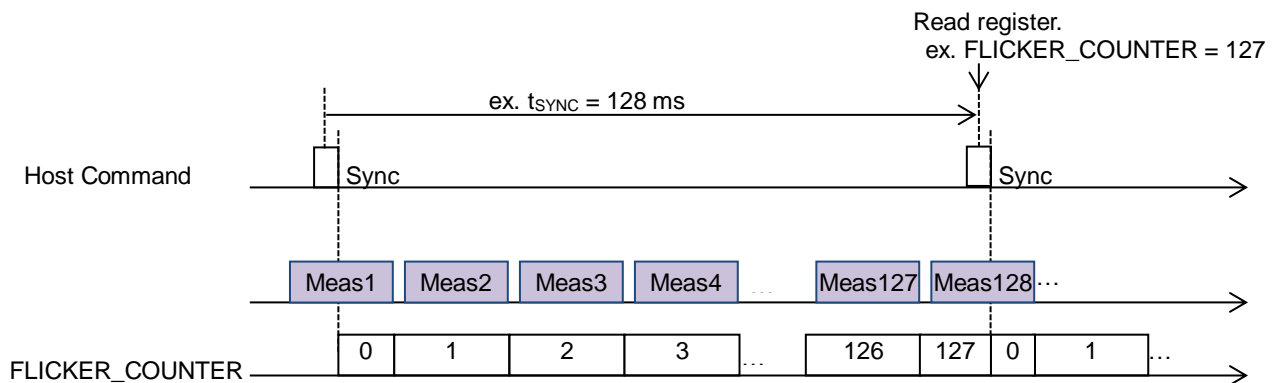 Read register.
ex. FLICKER_COUNTER = 127
ex. tSYNC = 128 ms
Host Command
Sync
Sync
Meas1 Meas2 Meas3 Meas4 ... Meas127 Meas128 ...
FLICKER_COUNTER 0 1 2 3 ... 126 127 0 1 ...